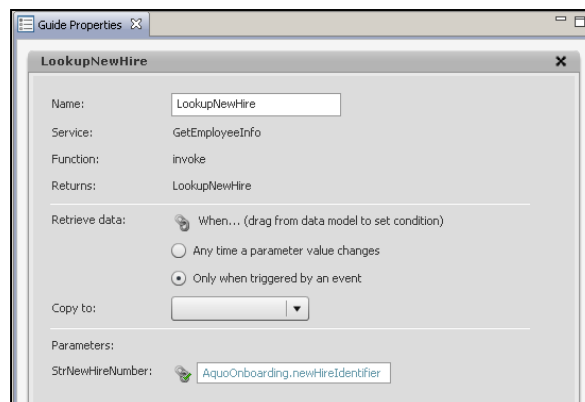 Guide Properties
LookupNewHire
Name: LookupNewHire
Service: GetEmployeeInfo
Function: invoke
Returns: LookupNewHire
Retrieve data: When... (drag from data model to set condition)
Any time a parameter value changes
Only when triggered by an event
Copy to:
Parameters:
StrNewHireNumber: AquoOnboarding.newHireIdentifier